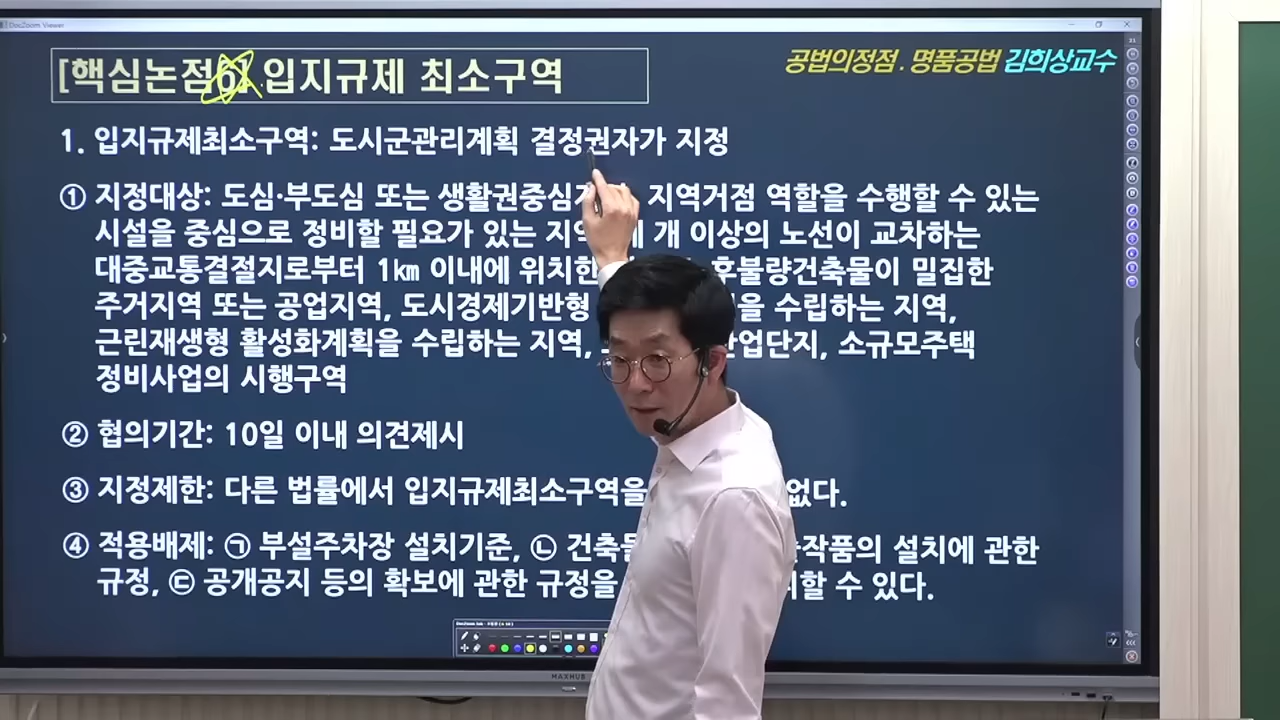 DocZoom Viewer
[핵심논점6] 입지규제 최소구역
공법의정점. 명품공법 김희상교수
1. 입지규제최소구역: 도시군관리계획 결정권자가 지정
① 지정대상: 도심·부도심 또는 생활권중심 지역거점 역할을 수행할 수 있는
시설을 중심으로 정비할 필요가 있는 개 이상의 노선이 교차하는
대중교통결절지로부터 1㎞ 이내에 위치한 후불량건축물이 밀집한
주거지역 또는 공업지역, 도시경제기반형 을 수립하는 지역,
근린재생형 활성화계획을 수립하는 지역, 산업단지, 소규모주택
정비사업의 시행구역
② 협의기간: 10일 이내 의견제시
③ 지정제한: 다른 법률에서 입지규제최소구역을 없다.
④ 적용배제: ㉠ 부설주차장 설치기준, ㉡ 작품의 설치에 관한
규정, ㉢ 공개공지 등의 확보에 관한 규정을 할 수 있다.
MAXHUB